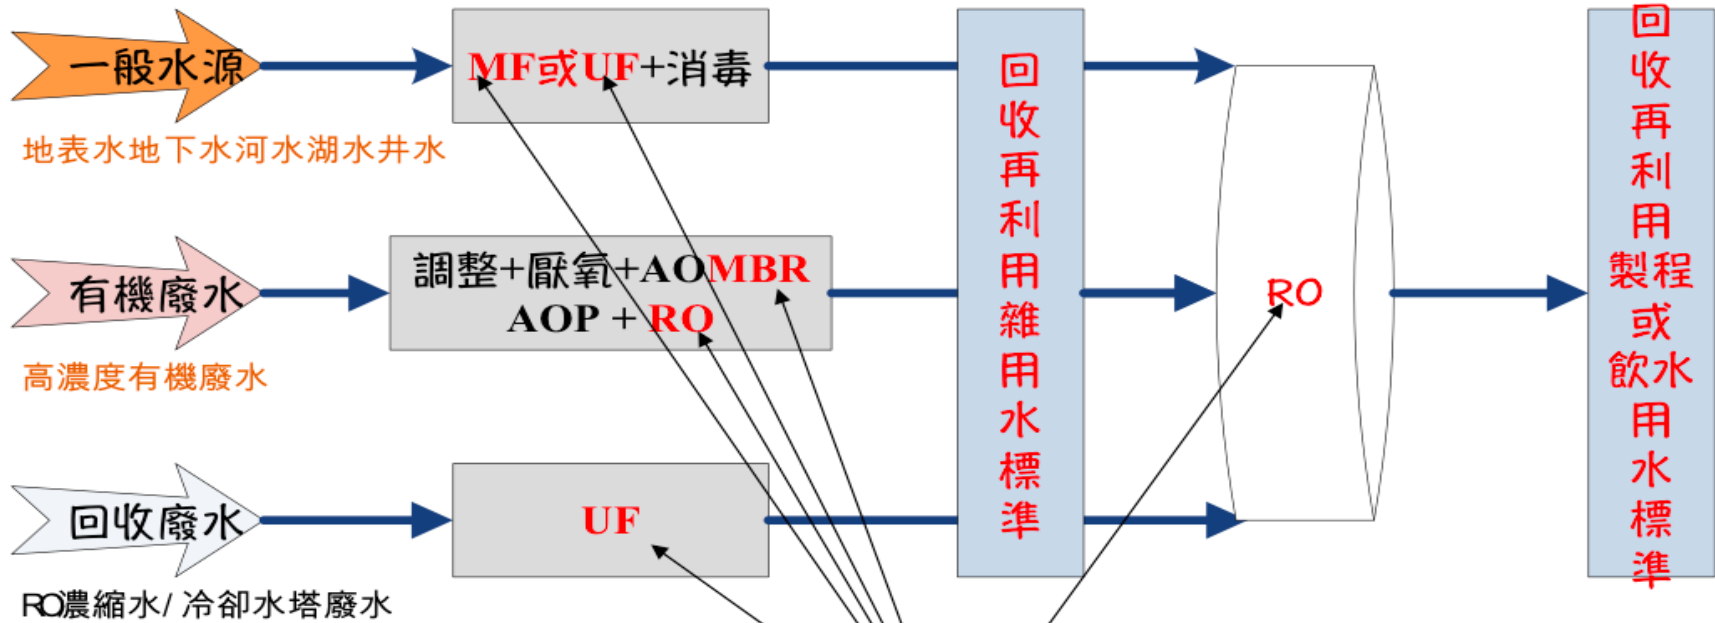 一般水源
MF或UF+消毒
地表水地下水河水湖水井水
有機廢水
調整+厭氧+AOMBR
AOP + RO
高濃度有機廢水
回收廢水
UF
RO濃縮水/ 冷卻水塔廢水
回
收
再
利
用
雜
用
水
標
準
RO
回
收
再
利
用
製程
或
飲水
用
水
標
準